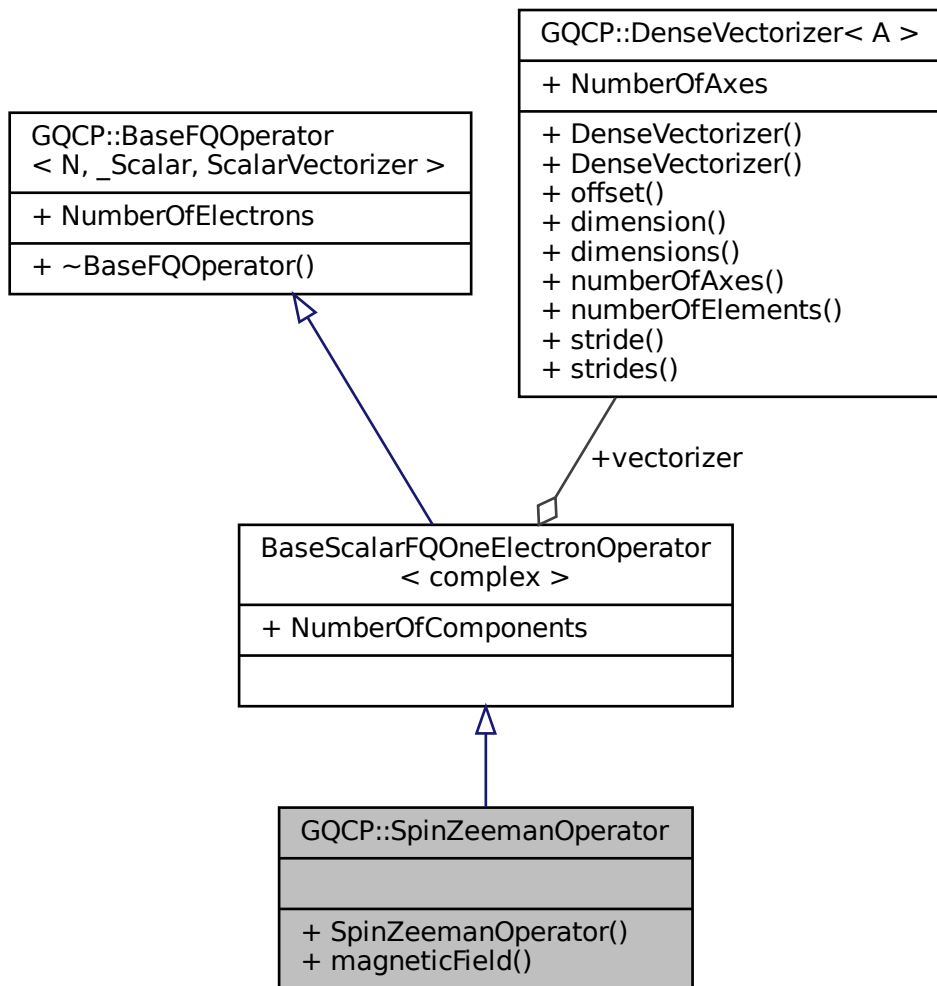 GQCP::DenseVectorizer< A >
+ NumberOfAxes
+ DenseVectorizer()
+ DenseVectorizer()
+ offset()
+ dimension()
+ dimensions()
+ numberOfAxes()
+ numberOfElements()
+ stride()
+ strides()
GQCP::BaseFQOperator
< N, _Scalar, ScalarVectorizer >
+ NumberOfElectrons
+ ~BaseFQOperator()
+vectorizer
BaseScalarFQOneElectronOperator
< complex >
+ NumberOfComponents
GQCP::SpinZeemanOperator
+ SpinZeemanOperator()
+ magneticField()